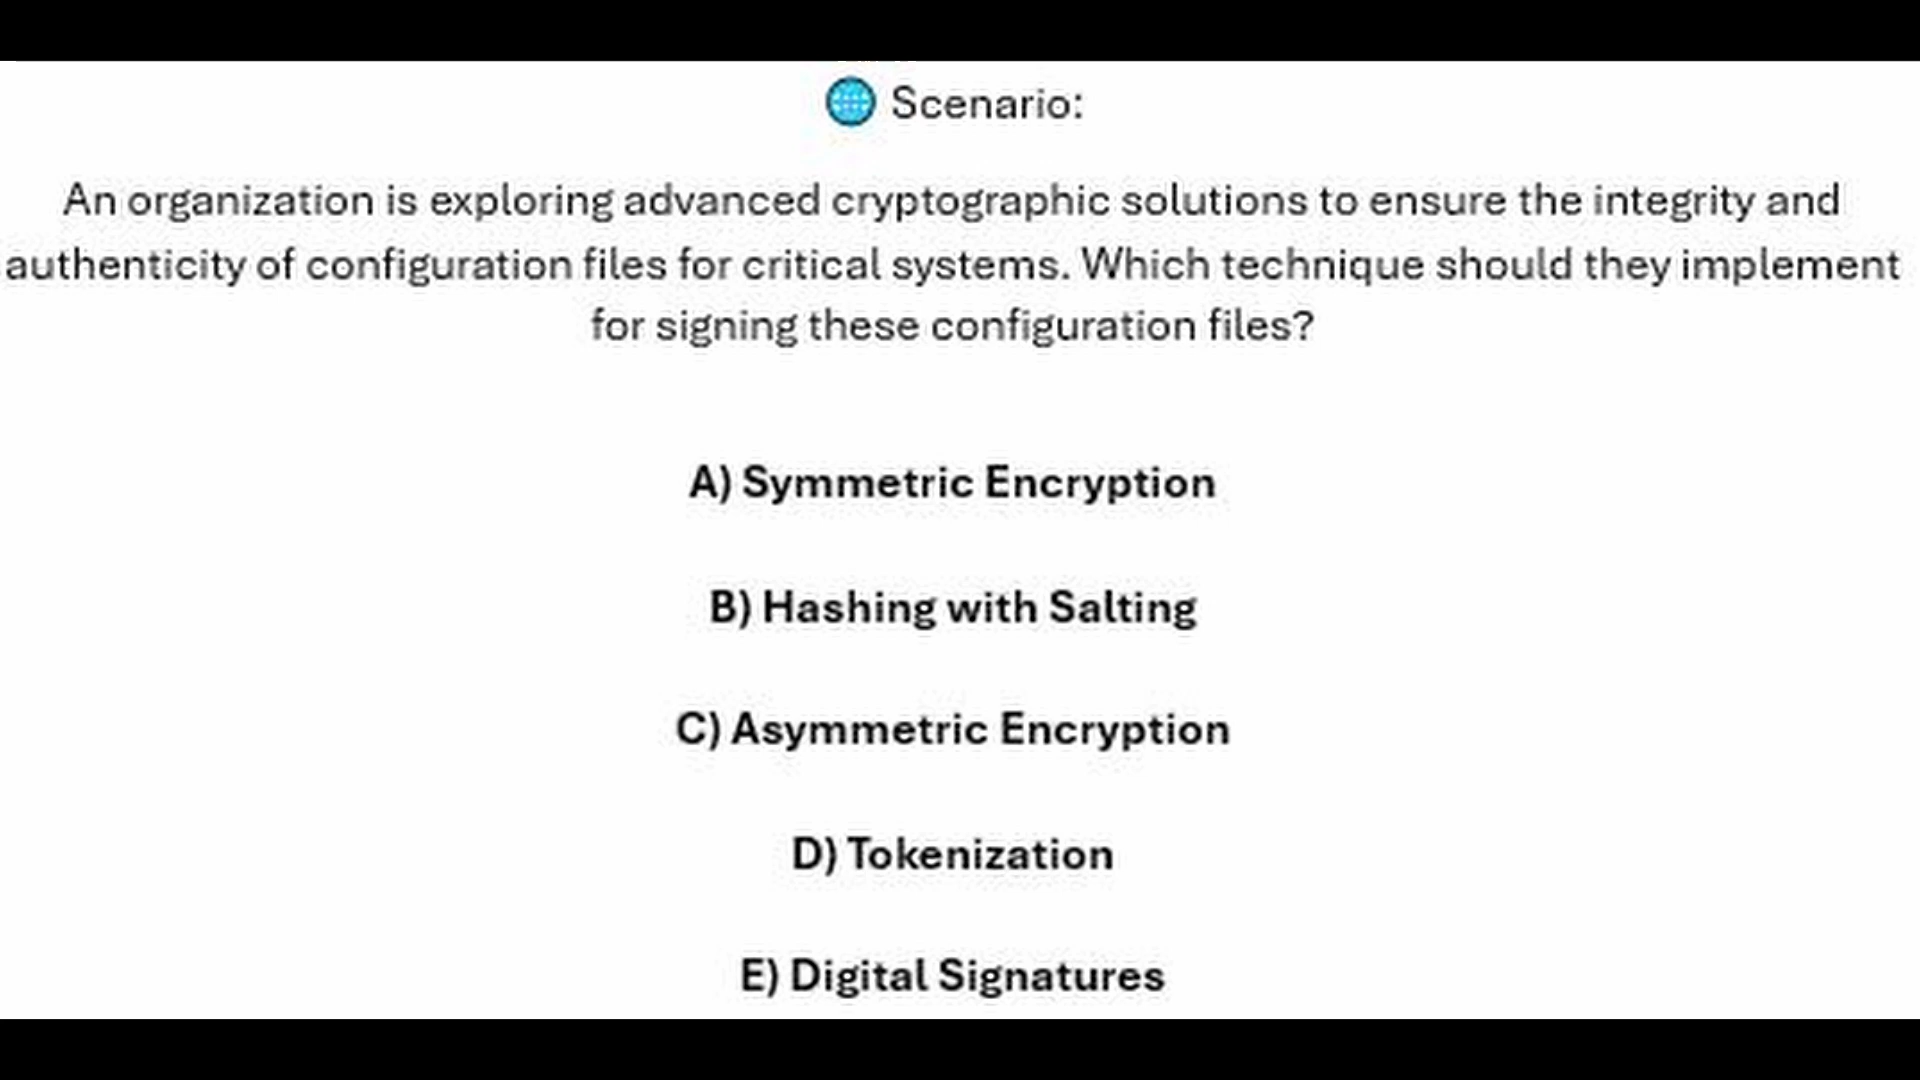 Scenario:
An organization is exploring advanced cryptographic solutions to ensure the integrity and
authenticity of configuration files for critical systems. Which technique should they implement
for signing these configuration files?
A) Symmetric Encryption
B) Hashing with Salting
C) Asymmetric Encryption
D) Tokenization
E) Digital Signatures